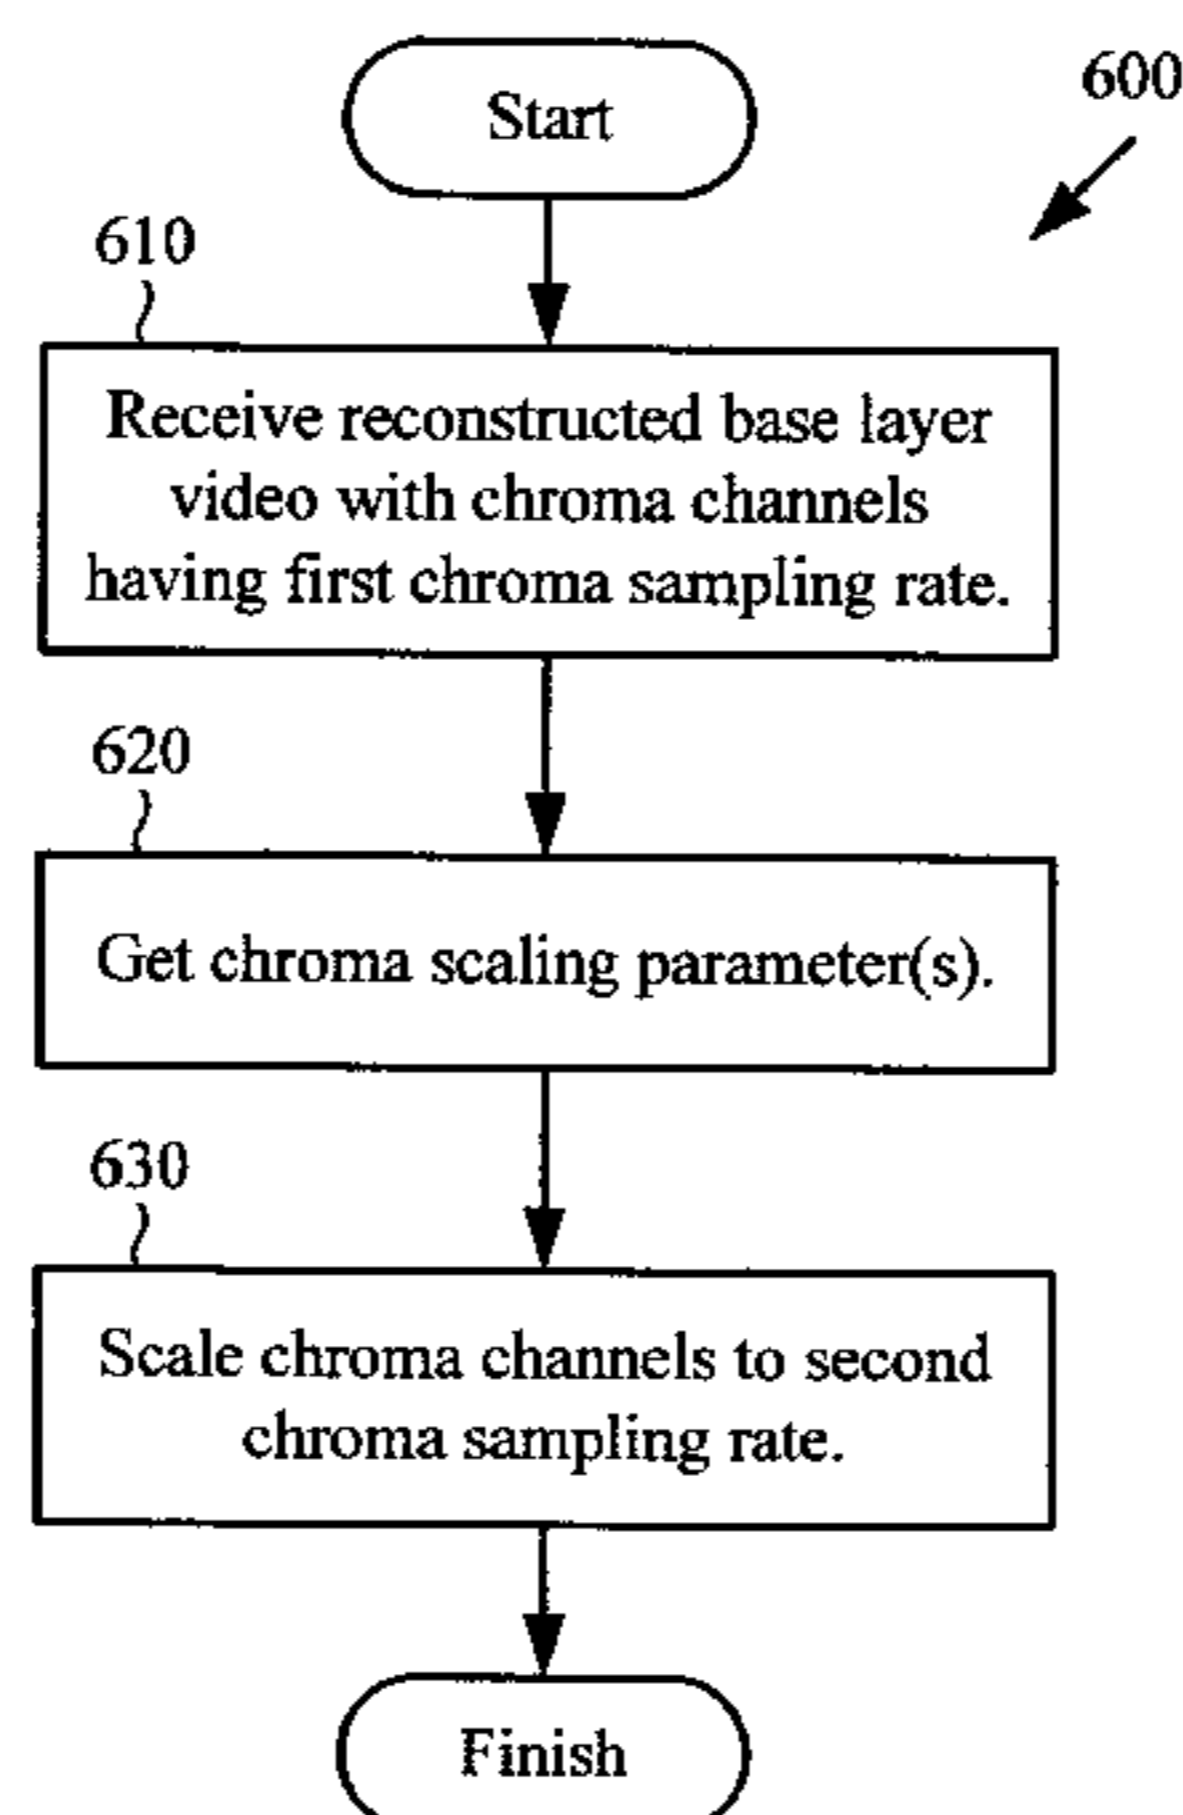 Start
600
610
Receive reconstructed base layer
video with chroma channels
having first chroma sampling rate.
620
Get chroma scaling parameter(s).
630
Scale chroma channels to second
chroma sampling rate.
Finish